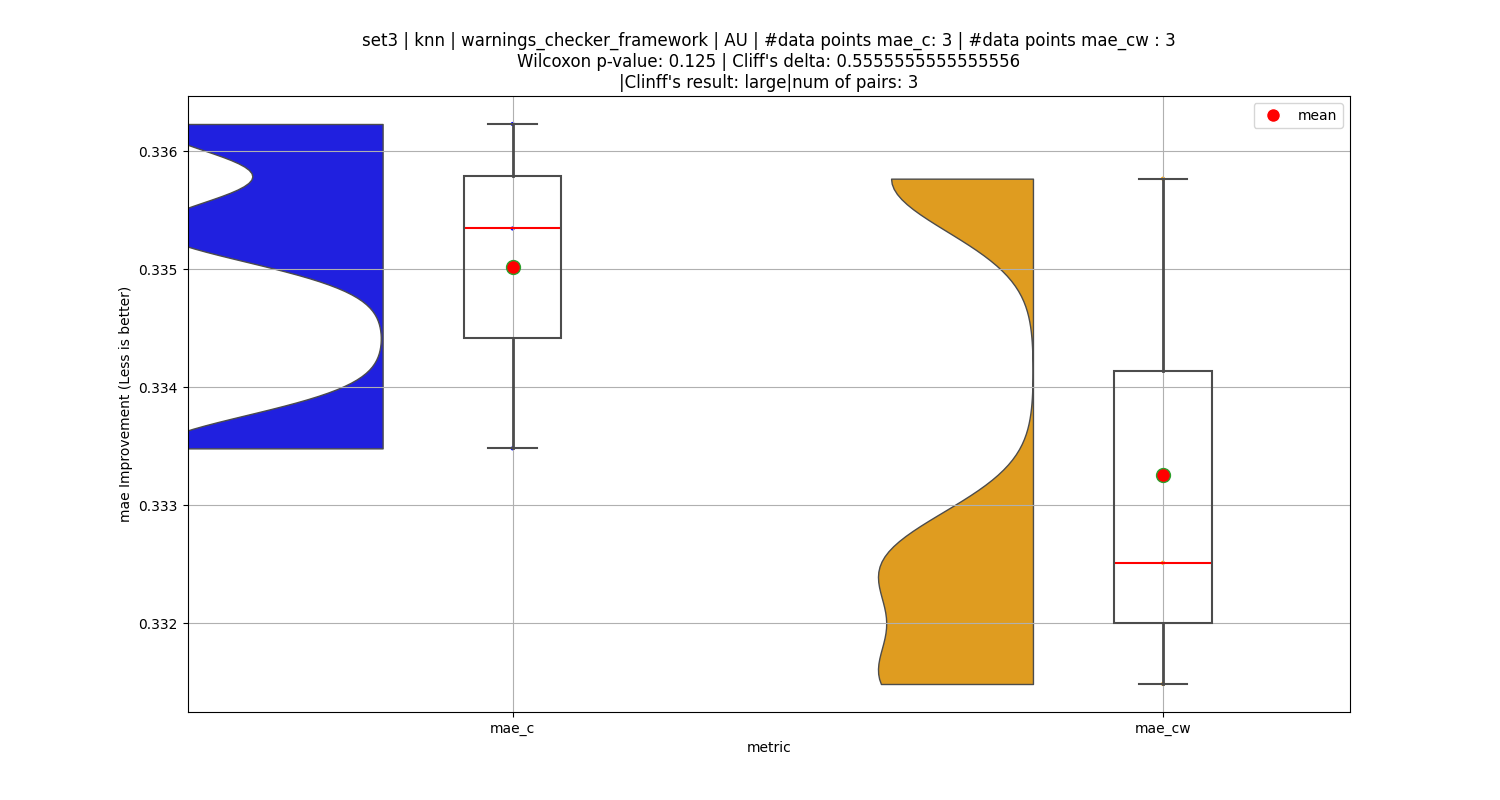 set3 | knn | warnings_checker_framework | AU | #data points mae_c: 3 | #data points mae_cw : 3
Wilcoxon p-value: 0.125 | Cliff's delta: 0.5555555555555556
|Clinff's result: large|num of pairs: 3
mean
0.336
0.335
0.334
0.333
0.332
mae Improvement (Less is better)
mae_c
mae_cw
metric